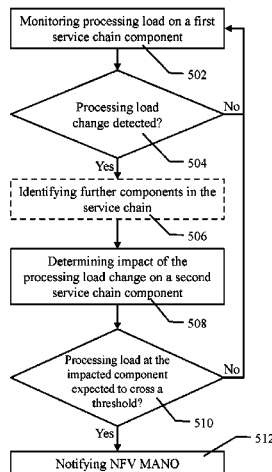 Monitoring processing load on a first
service chain component
502
Processing load
change detected?
No
504
Yes
Identifying further components in the
service chain
506
Determining impact of the
processing load change on a second
service chain component
508
Processing load at the
impacted component
expected to cross a
threshold?
No
510
Yes
512
Notifying NFV MANO